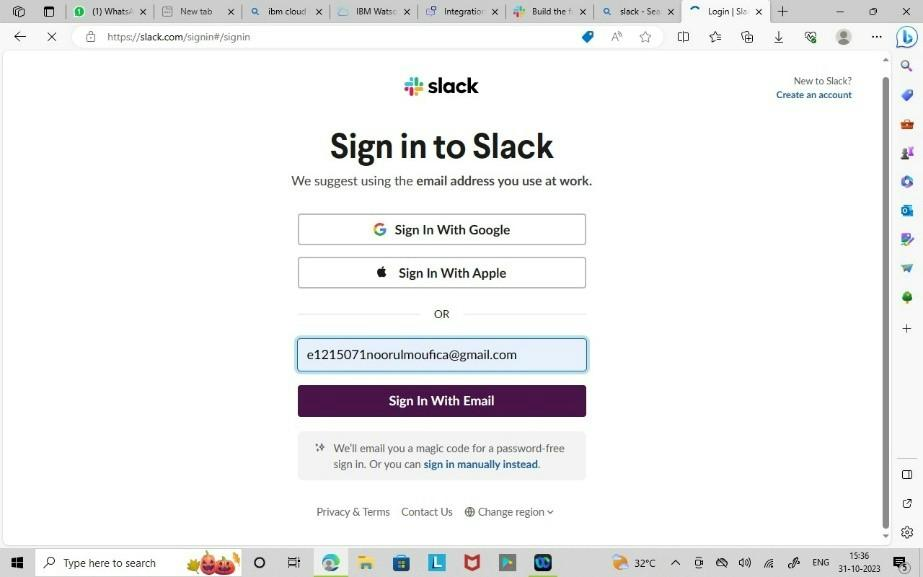 (1) WhatsA
New tab
ibm cloud
IBM Watso
Integration
Build the f
slack - Sea
Login | Sla
https://slack.com/signin#/signin
slack
New to Slack?
Create an account
Sign in to Slack
We suggest using the email address you use at work.
Sign In With Google
Sign In With Apple
OR
e1215071noorulmoufica@gmail.com
Sign In With Email
We'll email you a magic code for a password-free
sign in. Or you can sign in manually instead.
Privacy & Terms Contact Us Change region
Type here to search
32°C
ENG
15:36
31-10-2023